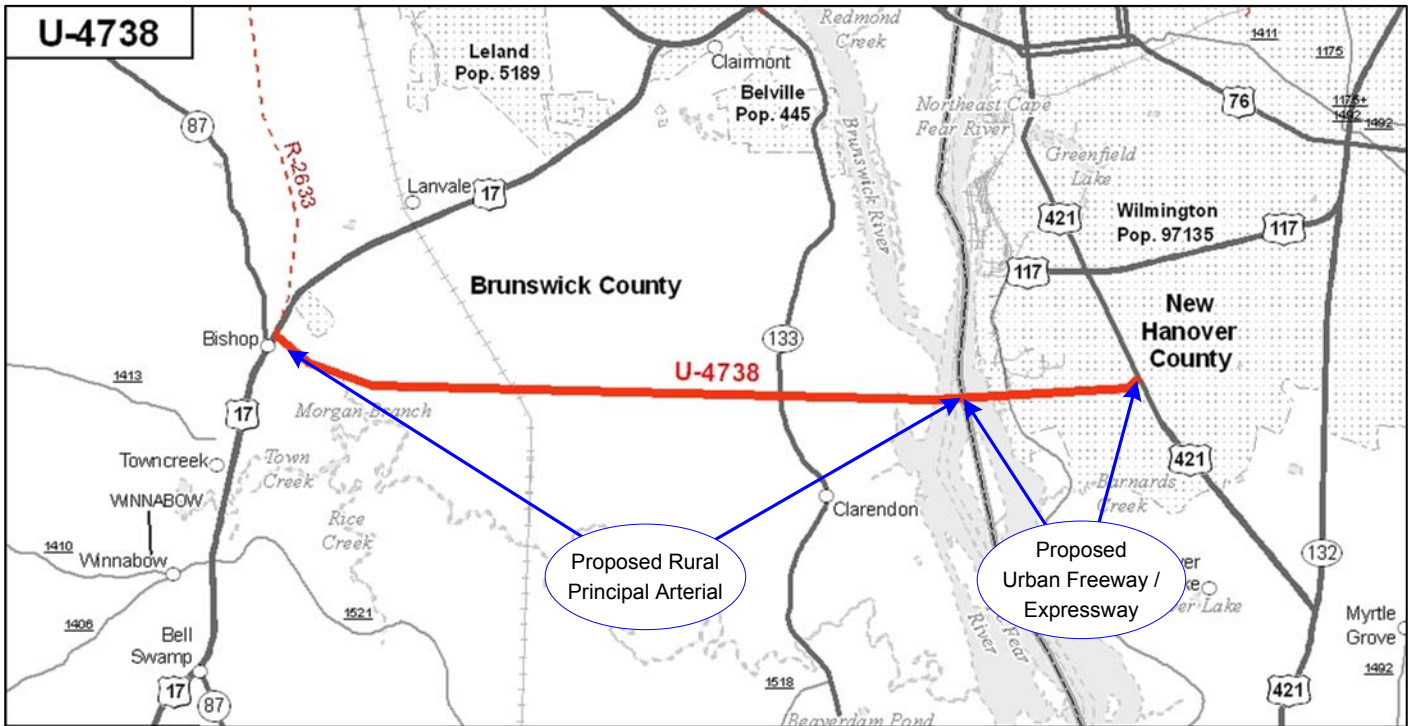 U-4738
Redmond
Creek
1411
1175
Leland
Pop. 5189
Clairmont
Belville
Pop. 445
87
R-2633
Brunswick River
Northeast Cape
Fear River
76
1175+
1492
1492
Greenfield
Lake
Lanvale
17
421
Wilmington
Pop. 97135
117
117
Brunswick County
New
Hanover
County
Bishop
133
U-4738
1413
17
Morgan Branch
Towncreek
Town
Creek
421
Barnards
Creek
WINNABOW
Clarendon
Rice
Creek
1410
Winnabow
Proposed Rural
Principal Arterial
Proposed
Urban Freeway /
Expressway
132
1406
1521
Fear
River
Myrtle
Grove
Bell
Swamp
17
87
1518
421
1492
Beaverdam Pond